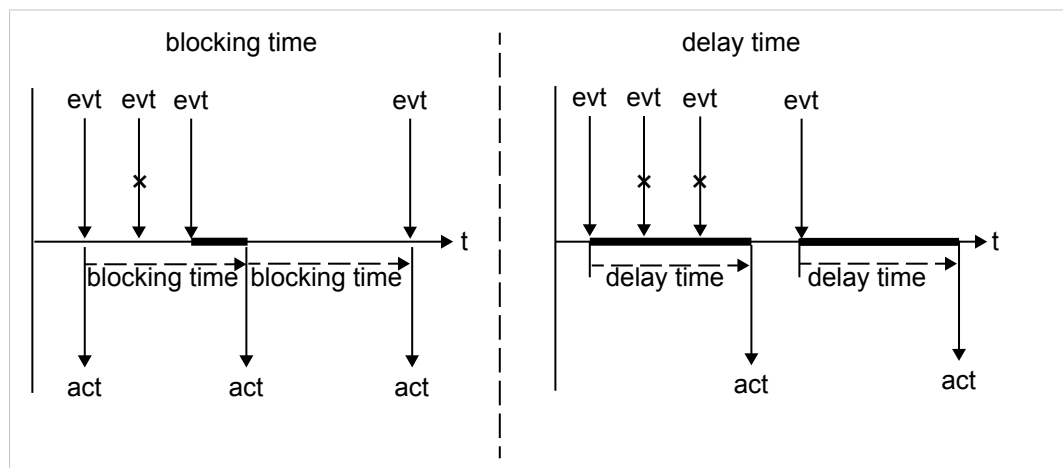 blocking time
evt evt evt evt
t
blocking time blocking time
act act act
delay time
evt evt evt evt
t
delay time delay time
act act